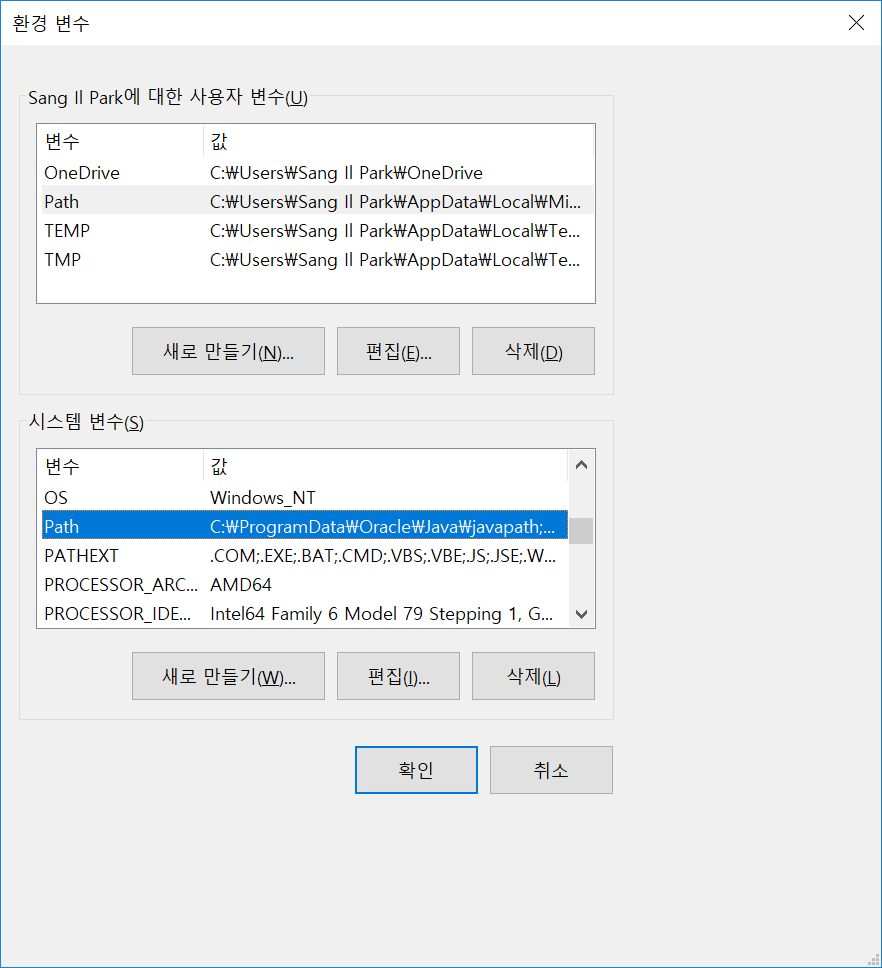 환경 변수
Sang Il Park에 대한 사용자 변수(U)
변수 값
OneDrive C:₩Users₩Sang Il Park₩OneDrive
Path C:₩Users₩Sang Il Park₩AppData₩Local₩Mi...
TEMP C:₩Users₩Sang Il Park₩AppData₩Local₩Te...
TMP C:₩Users₩Sang Il Park₩AppData₩Local₩Te...
새로 만들기(N)... 편집(E)... 삭제(D)
시스템 변수(S)
변수 값
OS Windows_NT
Path C:₩ProgramData₩Oracle₩Java₩javapath;...
PATHEXT .COM;.EXE;.BAT;.CMD;.VBS;.VBE;.JS;.JSE;.W...
PROCESSOR_ARC... AMD64
PROCESSOR_IDE... Intel64 Family 6 Model 79 Stepping 1, G...
새로 만들기(W)... 편집(I)... 삭제(L)
확인 취소